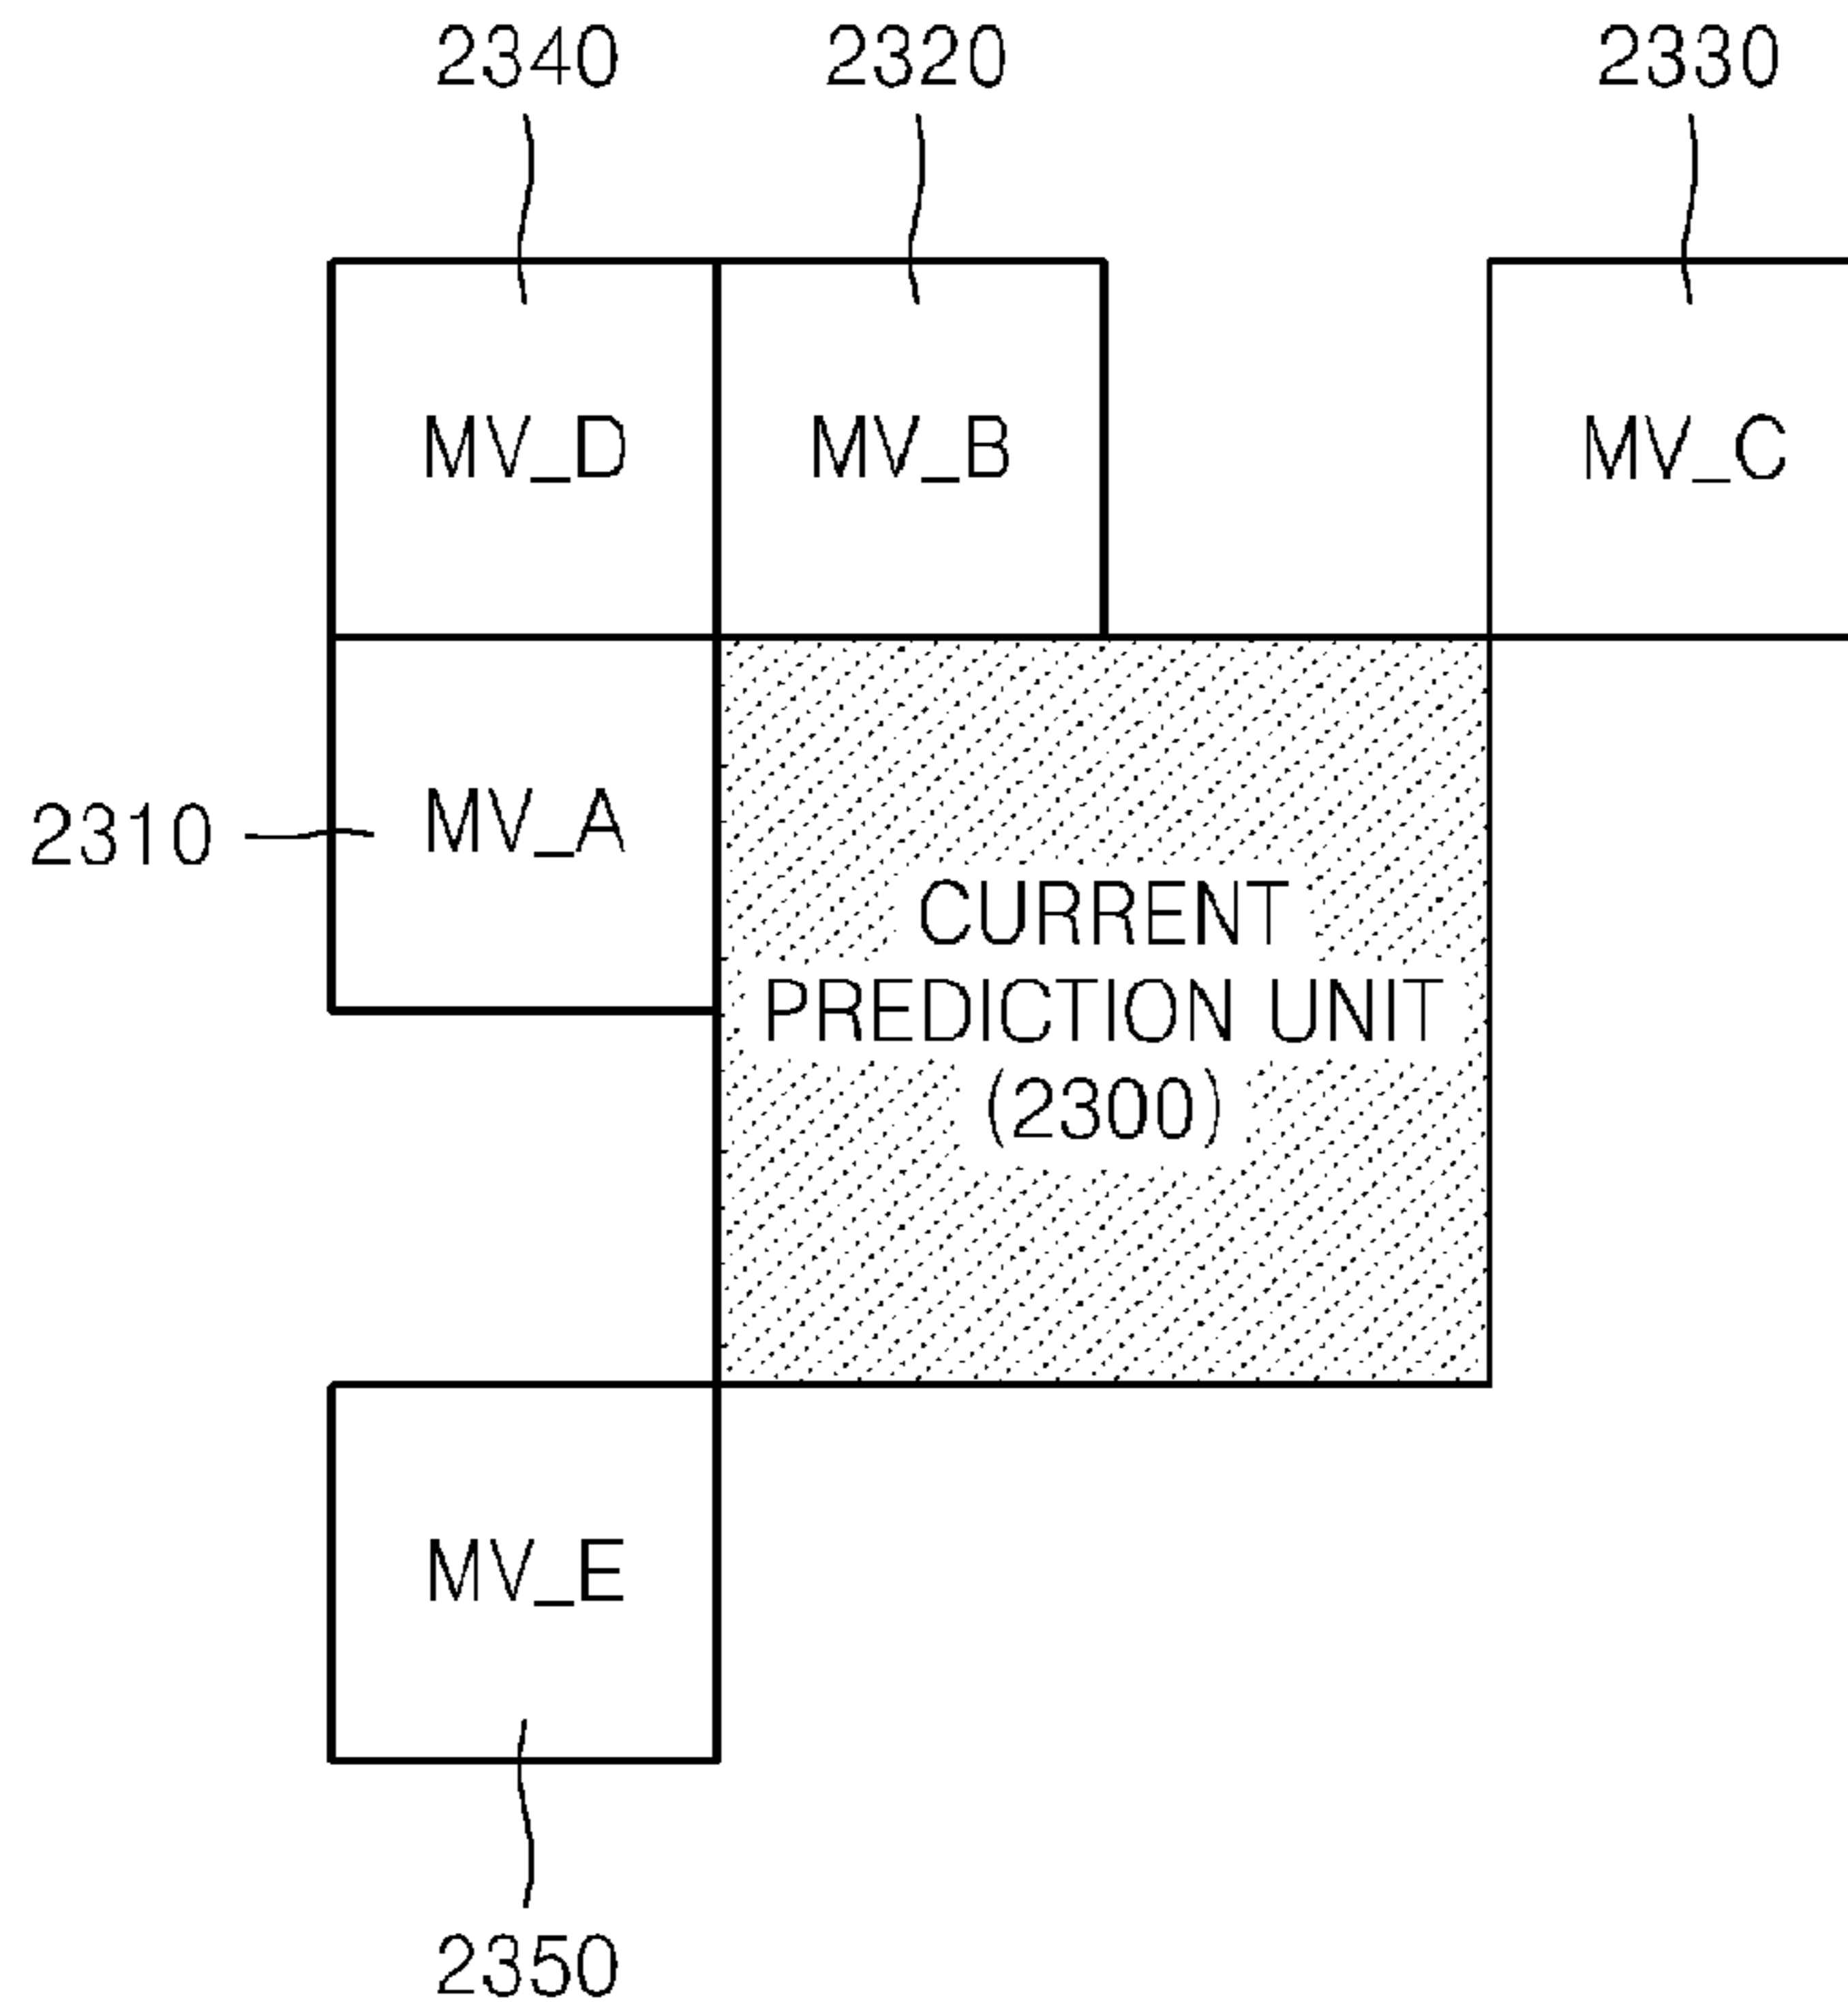 2340 2320 2330
MV_D MV_B MV_C
2310 MV_A
CURRENT
PREDICTION UNIT
(2300)
MV_E
2350